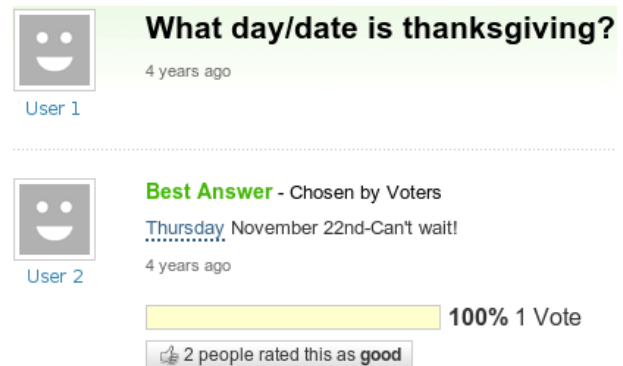 What day/date is thanksgiving?
4 years ago
User 1
Best Answer - Chosen by Voters
Thursday November 22nd-Can't wait!
4 years ago
User 2
100% 1 Vote
2 people rated this as good